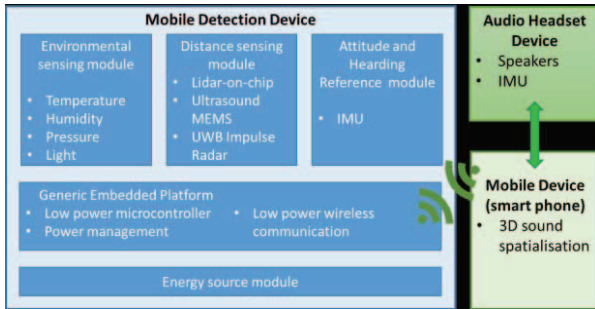 Mobile Detection Device
Environmental
sensing module
• Temperature
• Humidity
• Pressure
• Light
Distance sensing
module
• Lidar-on-chip
• Ultrasound
MEMS
• UWB Impulse
Radar
Attitude and
Hearding
Reference module
• IMU
Generic Embedded Platform
• Low power microcontroller
• Power management
• Low power wireless
communication
Energy source module
Audio Headset
Device
• Speakers
• IMU
Mobile Device
(smart phone)
• 3D sound
spatialisation